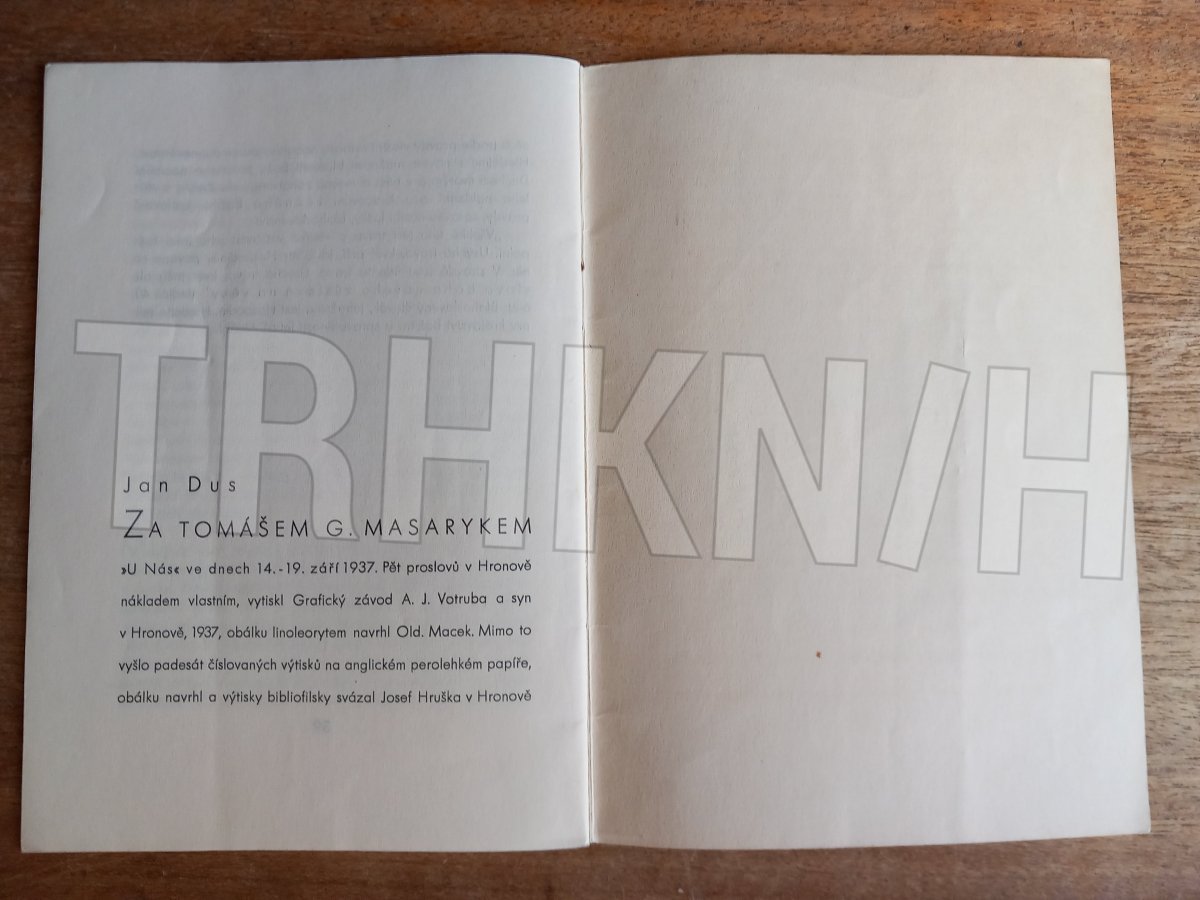 Jan Dus
ZA TOMÁŠEM G. MASARYKEM
»U Nás« ve dnech 14.-19. září 1937. Pět proslovů v Hronově
nákladem vlastním, vytiskl Grafický závod A. J. Votruba a syn
v Hronově, 1937, obálku linoleorytem navrhl Old. Macek. Mimo to
vyšlo padesát číslovaných výtisků na anglickém perolehkém papíře,
obálku navrhl a výtisky bibliofilsky svázal Josef Hruška v Hronově
TRHKN/H